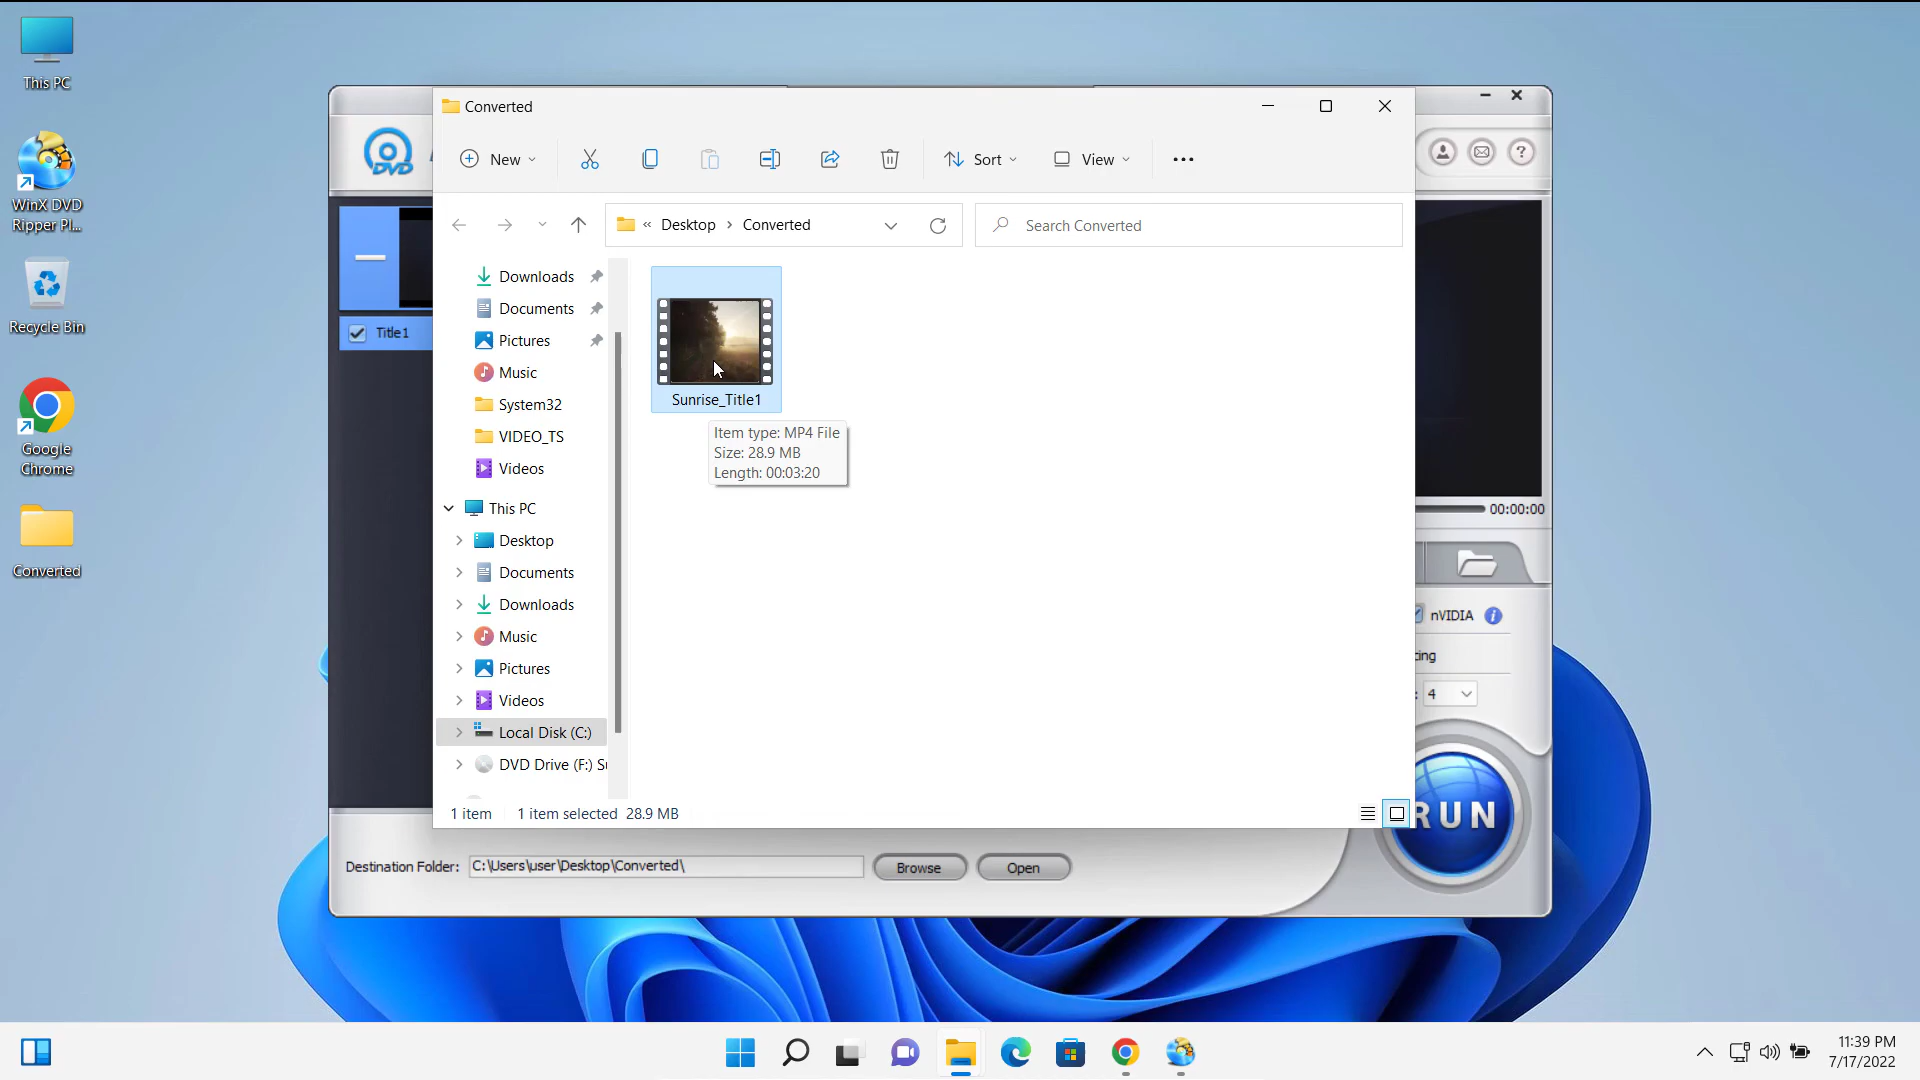 This PC
WinX DVD
Ripper Pl...
Recycle Bin
Google
Chrome
Converted
DVD
Title1
Converted
New
Sort
View
« Desktop > Converted
Search Converted
Downloads
Documents
Pictures
Music
System32
VIDEO_TS
Videos
This PC
Desktop
Documents
Downloads
Music
Pictures
Videos
Local Disk (C:)
DVD Drive (F:) Su
Sunrise_Title1
Item type: MP4 File
Size: 28.9 MB
Length: 00:03:20
1 item
1 item selected 28.9 MB
00:00:00
nVIDIA
cing
: 4
RUN
Destination Folder: C:\Users\user\Desktop\Converted\
Browse
Open
11:39 PM
7/17/2022